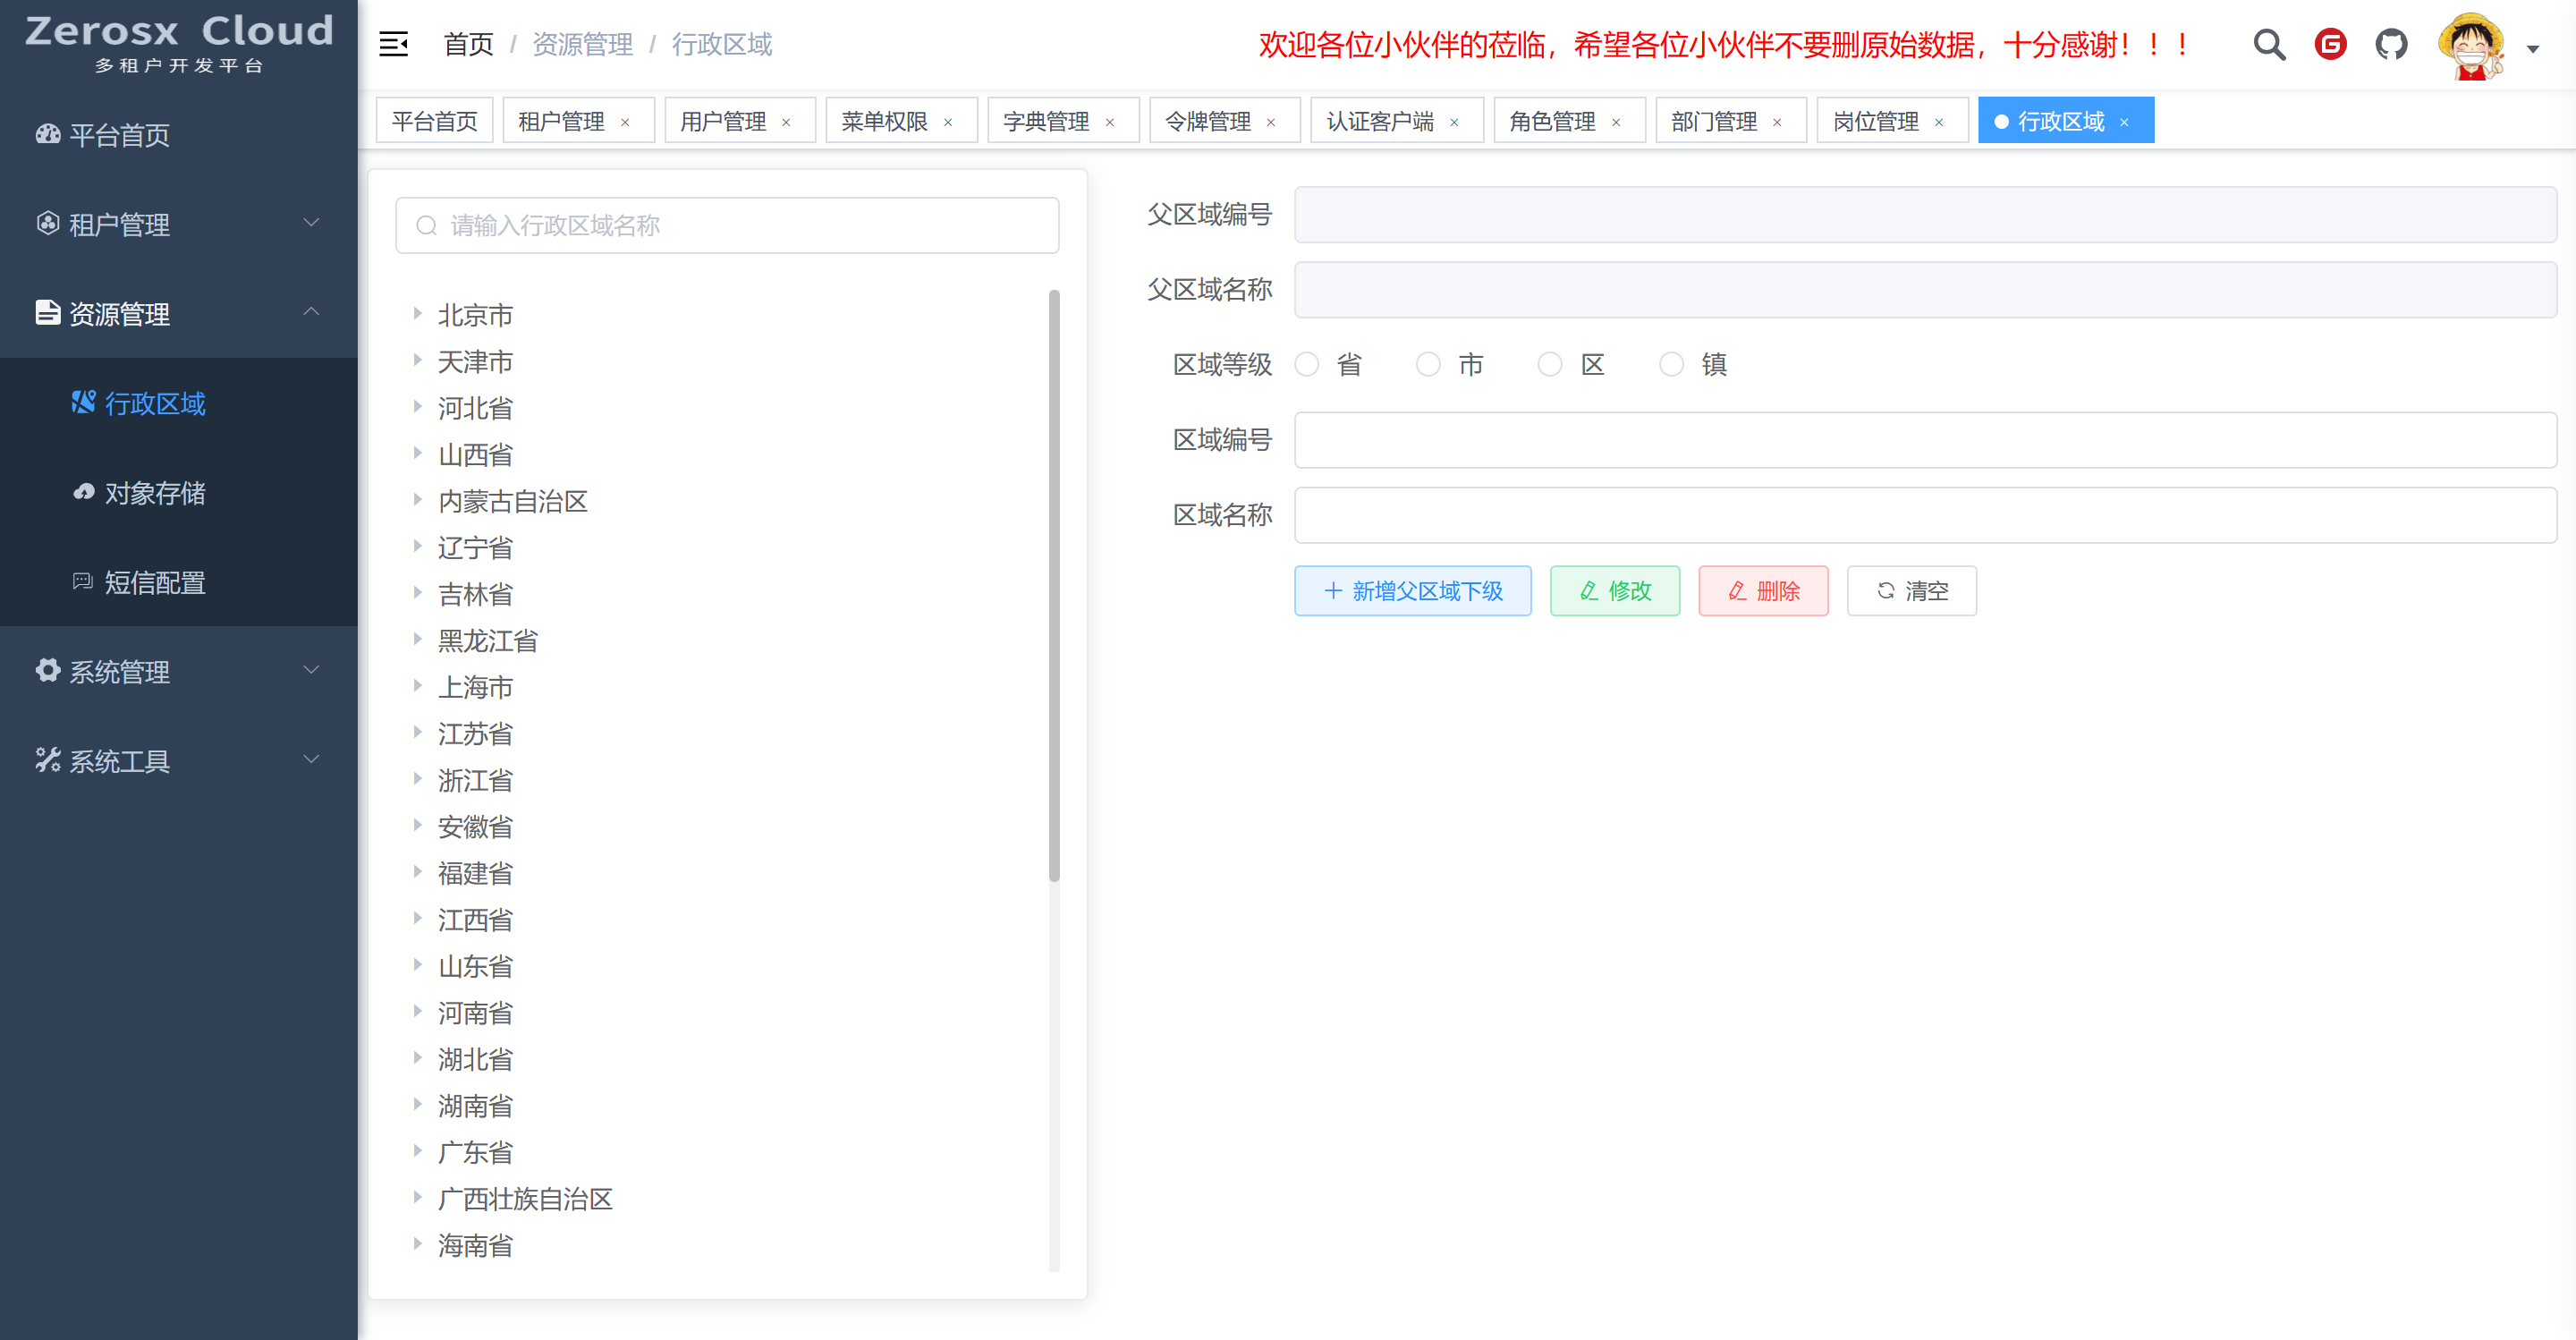 Zerosx Cloud
多租户开发平台
平台首页
租户管理
资源管理
行政区域
对象存储
短信配置
系统管理
系统工具
首页 / 资源管理 / 行政区域
欢迎各位小伙伴的莅临，希望各位小伙伴不要删原始数据，十分感谢！！！
平台首页 租户管理 × 用户管理 × 菜单权限 × 字典管理 × 令牌管理 × 认证客户端 × 角色管理 × 部门管理 × 岗位管理 × 行政区域 ×
请输入行政区域名称
北京市
天津市
河北省
山西省
内蒙古自治区
辽宁省
吉林省
黑龙江省
上海市
江苏省
浙江省
安徽省
福建省
江西省
山东省
河南省
湖北省
湖南省
广东省
广西壮族自治区
海南省
父区域编号
父区域名称
区域等级 省 市 区 镇
区域编号
区域名称
新增父区域下级 修改 删除 清空